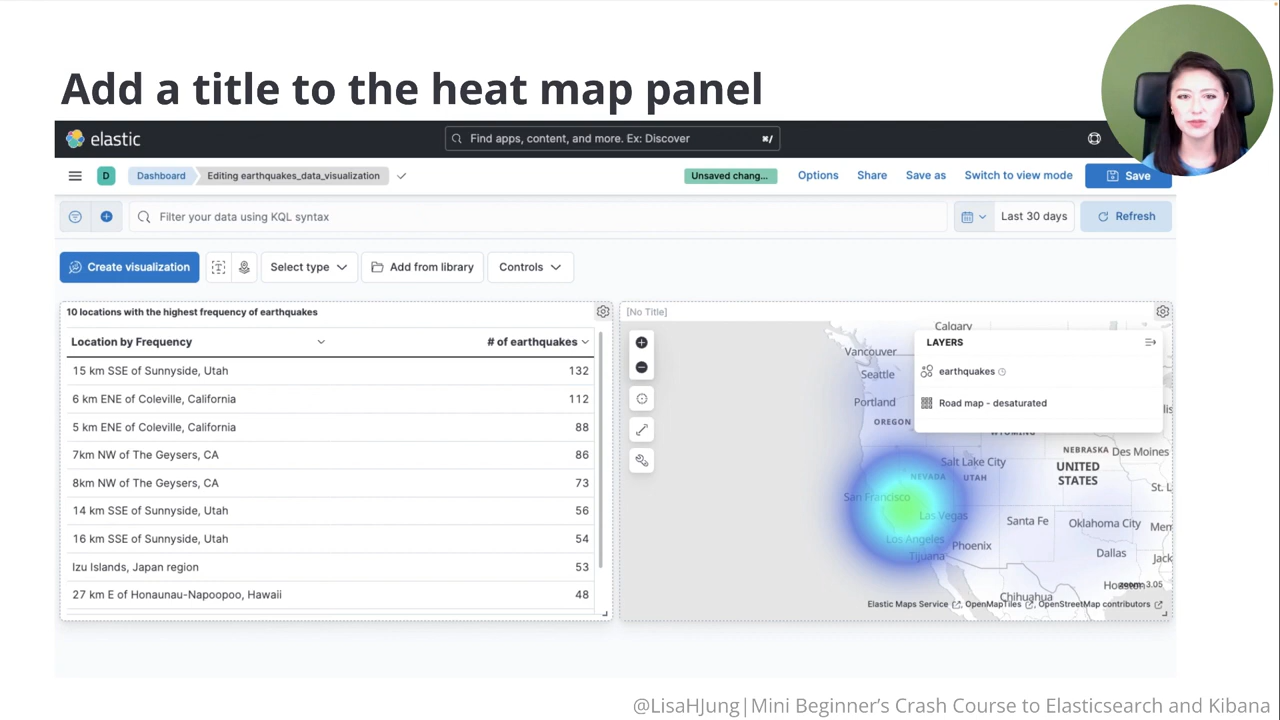 Add a title to the heat map panel
elastic
Find apps, content, and more. Ex: Discover
⌘/
D
Dashboard
Editing earthquakes_data_visualization
Unsaved chang...
Options
Share
Save as
Switch to view mode
Save
Filter your data using KQL syntax
Last 30 days
Refresh
Create visualization
Select type
Add from library
Controls
10 locations with the highest frequency of earthquakes
Location by Frequency # of earthquakes
15 km SSE of Sunnyside, Utah 132
6 km ENE of Coleville, California 112
5 km ENE of Coleville, California 88
7km NW of The Geysers, CA 86
8km NW of The Geysers, CA 73
14 km SSE of Sunnyside, Utah 56
16 km SSE of Sunnyside, Utah 54
Izu Islands, Japan region 53
27 km E of Honaunau-Napoopoo, Hawaii 48
[No Title]
Calgary
LAYERS
Vancouver
earthquakes
Seattle
Portland
Road map - desaturated
OREGON
WYOMING
NEBRASKA
Des Moines
Salt Lake City
UNITED
STATES
NEVADA
UTAH
St. L
San Francisco
Las Vegas
Santa Fe
Oklahoma City
Mem
Los Angeles
Phoenix
Tijuana
Dallas
Jack
Houston
zoom: 3.05
Chihuahua
Elastic Maps Service , OpenMapTiles , OpenStreetMap contributors
@LisaHJung|Mini Beginner’s Crash Course to Elasticsearch and Kibana